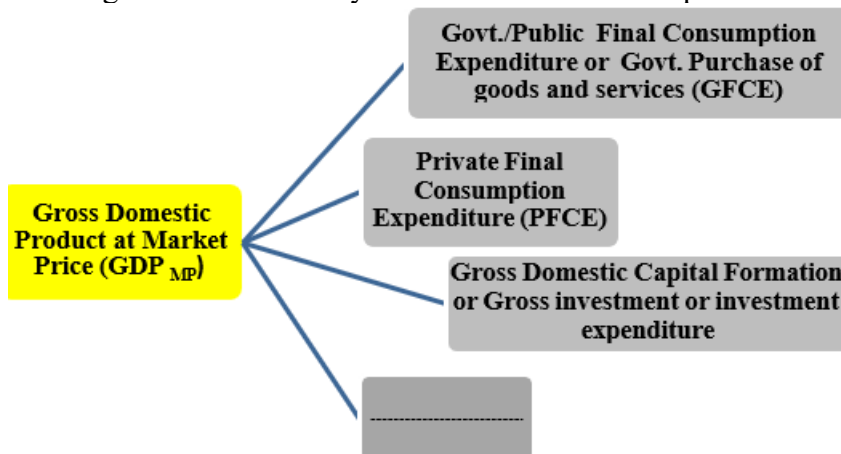 Govt./Public Final Consumption
Expenditure or Govt. Purchase of
goods and services (GFCE)
Private Final
Consumption
Expenditure (PFCE)
Gross Domestic
Product at Market
Price (GDP MP)
Gross Domestic Capital Formation
or Gross investment or investment
expenditure
----------------------------